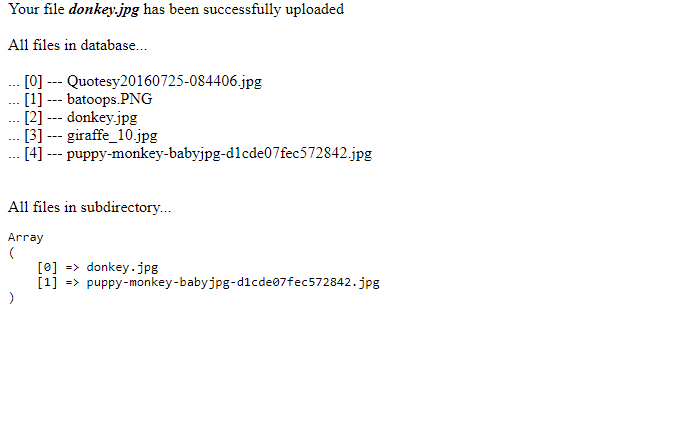 Your file donkey.jpg has been successfully uploaded
All files in database...
... [0] --- Quotesy20160725-084406.jpg
... [1] --- batoops.PNG
... [2] --- donkey.jpg
... [3] --- giraffe_10.jpg
... [4] --- puppy-monkey-babyjpg-d1cde07fec572842.jpg
All files in subdirectory...
Array
(
    [0] => donkey.jpg
    [1] => puppy-monkey-babyjpg-d1cde07fec572842.jpg
)